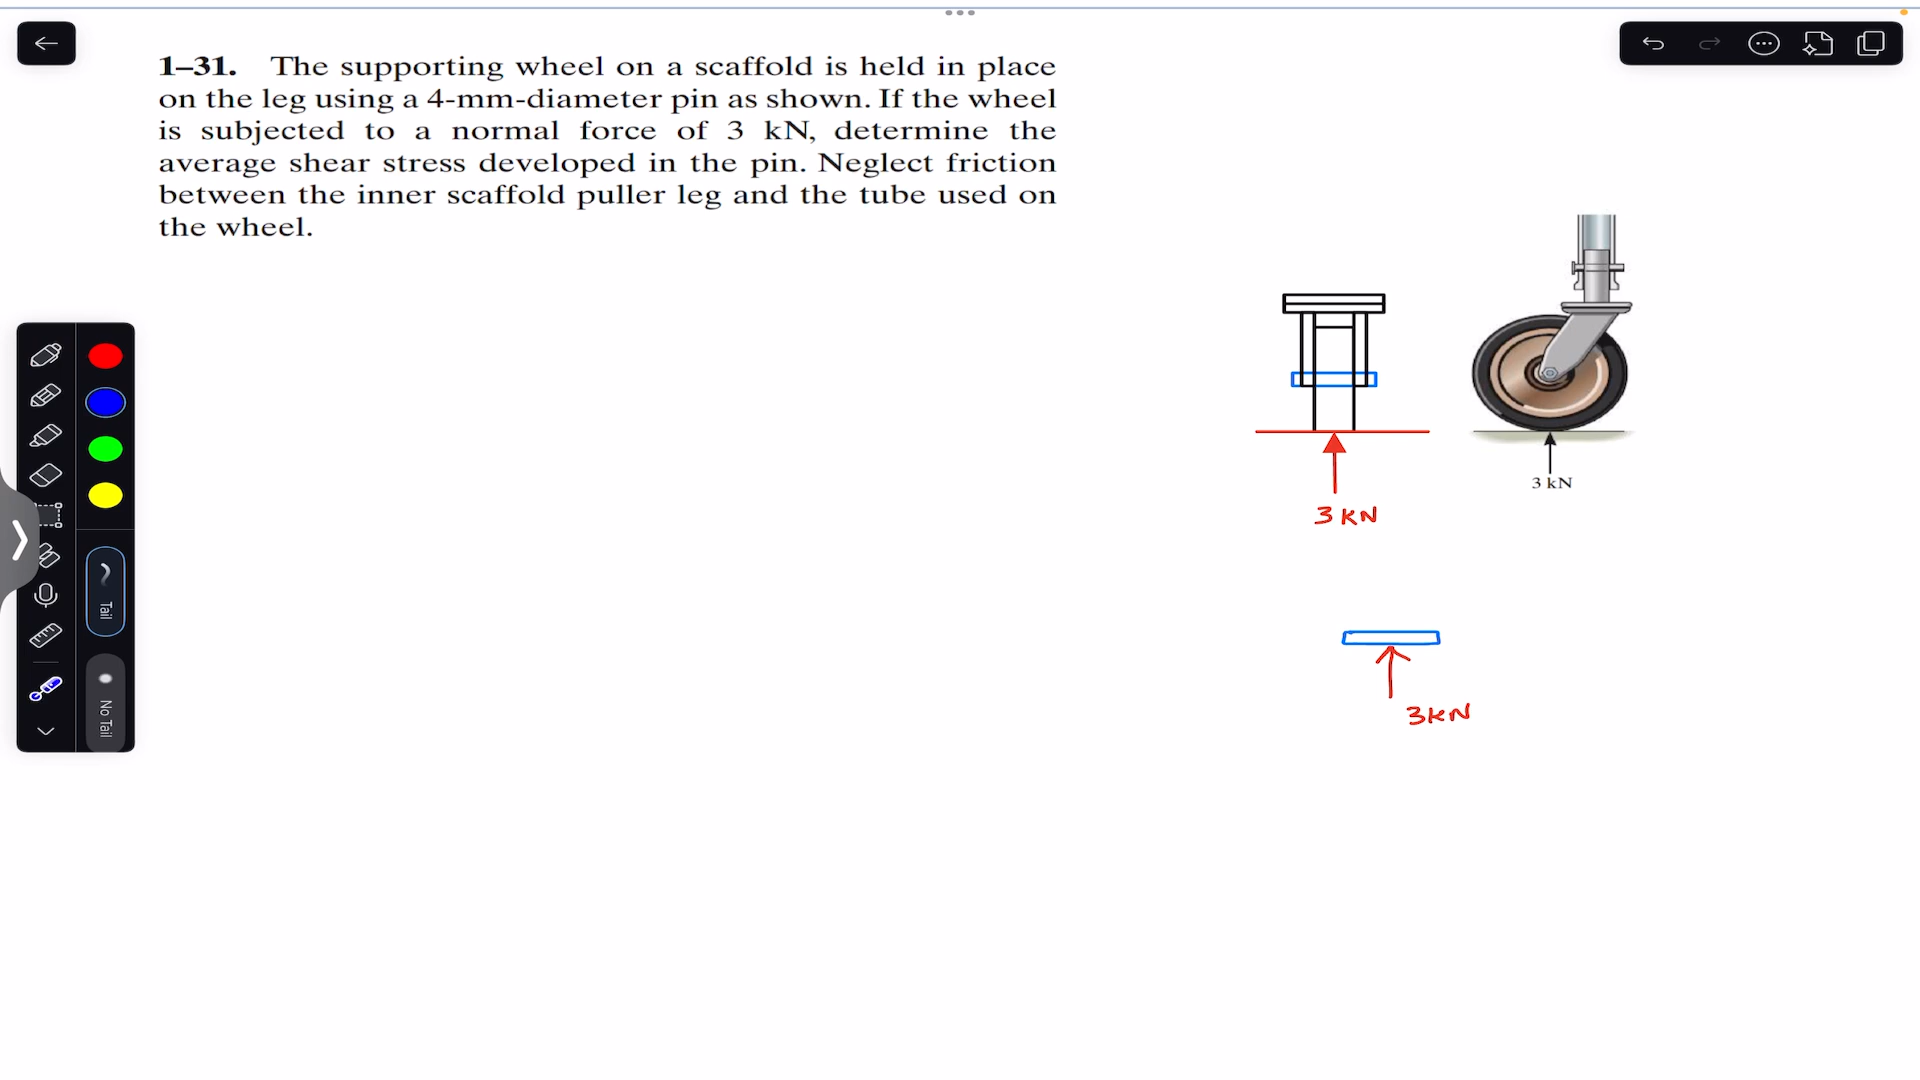 1–31. The supporting wheel on a scaffold is held in place
on the leg using a 4-mm-diameter pin as shown. If the wheel
is subjected to a normal force of 3 kN, determine the
average shear stress developed in the pin. Neglect friction
between the inner scaffold puller leg and the tube used on
the wheel.
3 kN
3 KN
3KN
Tail
No Tail